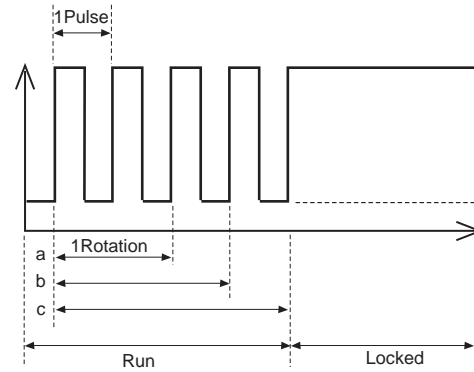 1Pulse
a 1Rotation
b
c
Run Locked